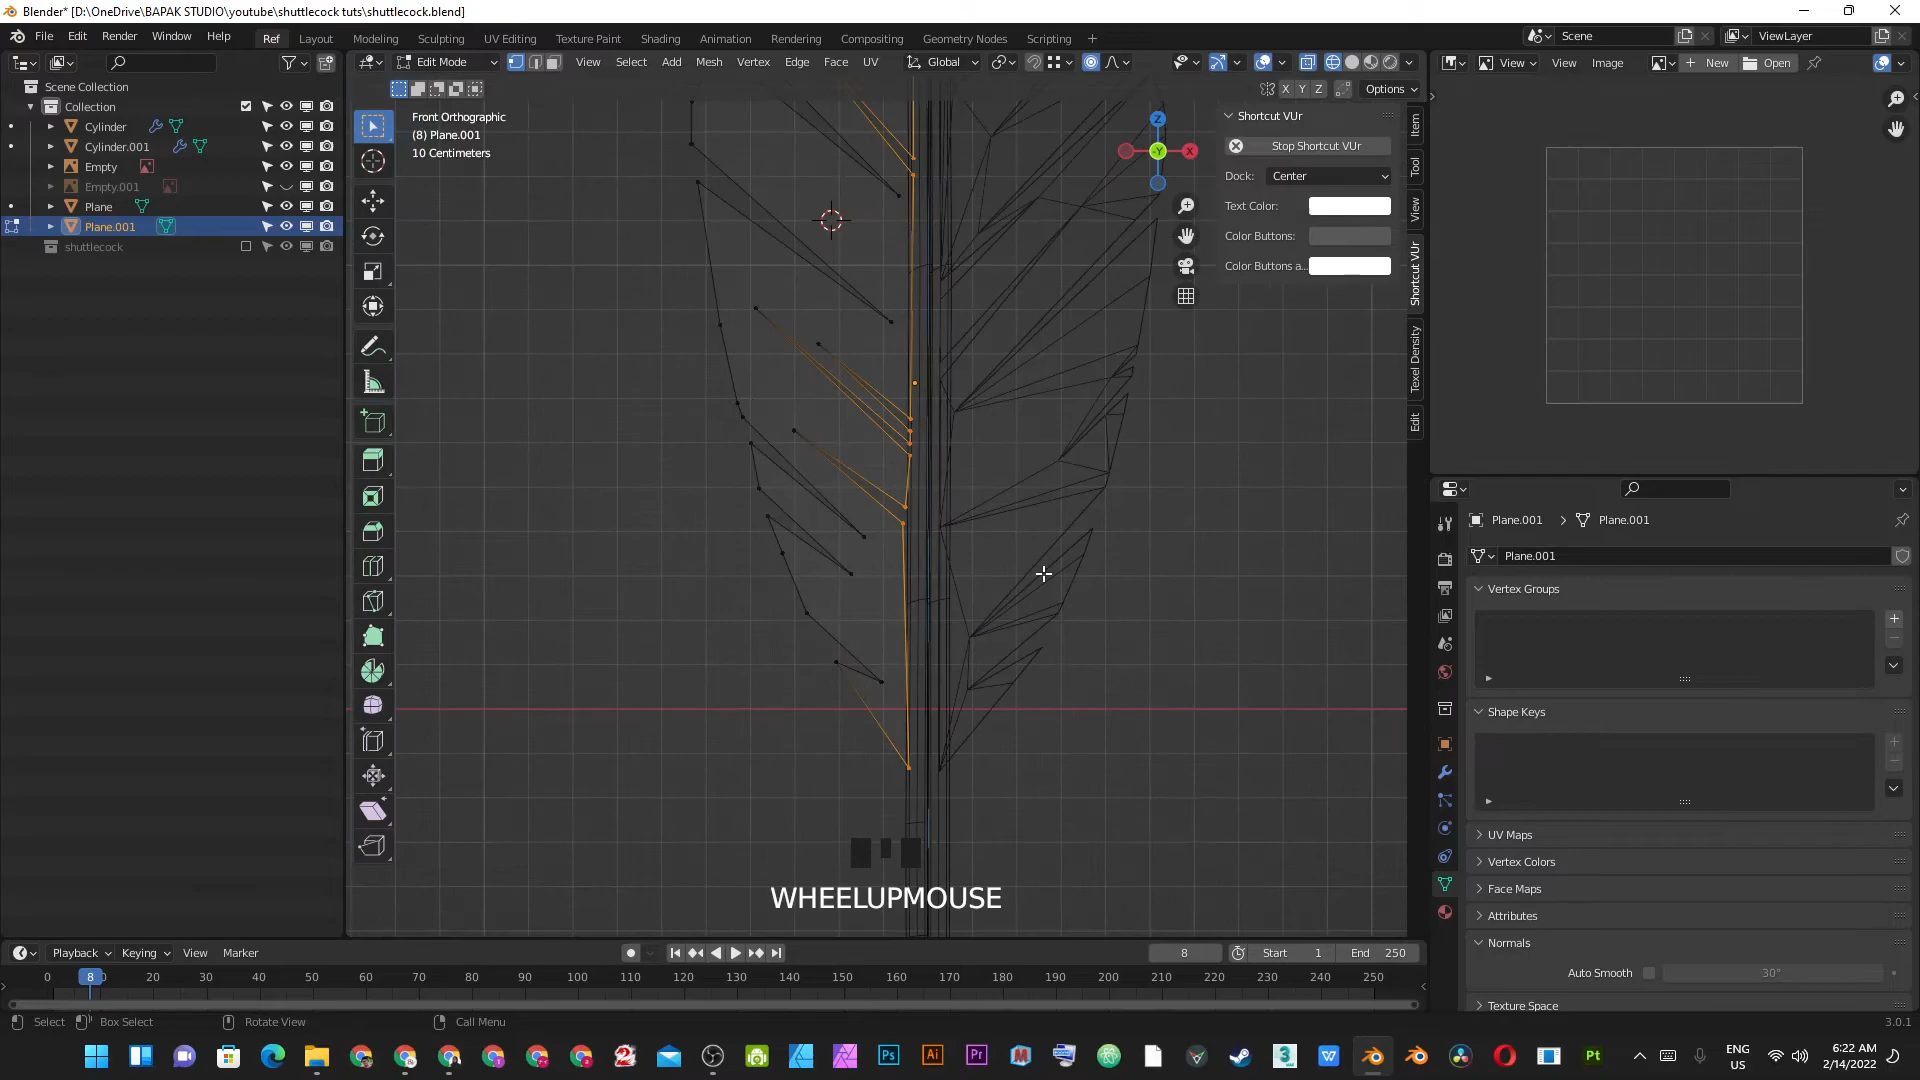 Blender* [D:\OneDrive\BAPAK STUDIO\youtube\shuttlecock tuts\shuttlecock.blend]
File Edit Render Window Help Ref Layout Modeling Sculpting UV Editing Texture Paint Shading Animation Rendering Compositing Geometry Nodes Scripting + Scene ViewLayer
Edit Mode View Select Add Mesh Vertex Edge Face UV Global View View Image New Open
X Y Z Options
Scene Collection
Collection
Cylinder
Cylinder.001
Empty
Empty.001
Plane
Plane.001
shuttlecock
Front Orthographic
(8) Plane.001
10 Centimeters
Z
-Y
X
Shortcut VUr
Stop Shortcut VUr
Dock: Center
Text Color:
Color Buttons:
Color Buttons a...
Item
Tool
View
Shortcut VUr
Texel Density
Edit
WHEELUPMOUSE
Plane.001 Plane.001
Plane.001
Vertex Groups
Shape Keys
UV Maps
Vertex Colors
Face Maps
Attributes
Normals
Auto Smooth 30°
Texture Space
Playback Keying View Marker 8 Start 1 End 250
0 8 20 30 40 50 60 70 80 90 100 110 120 130 140 150 160 170 180 190 200 210 220 230 240 250
Select Box Select Rotate View Call Menu 3.0.1
Ps Ai Pr Pt
ENG
US
6:22 AM
2/14/2022